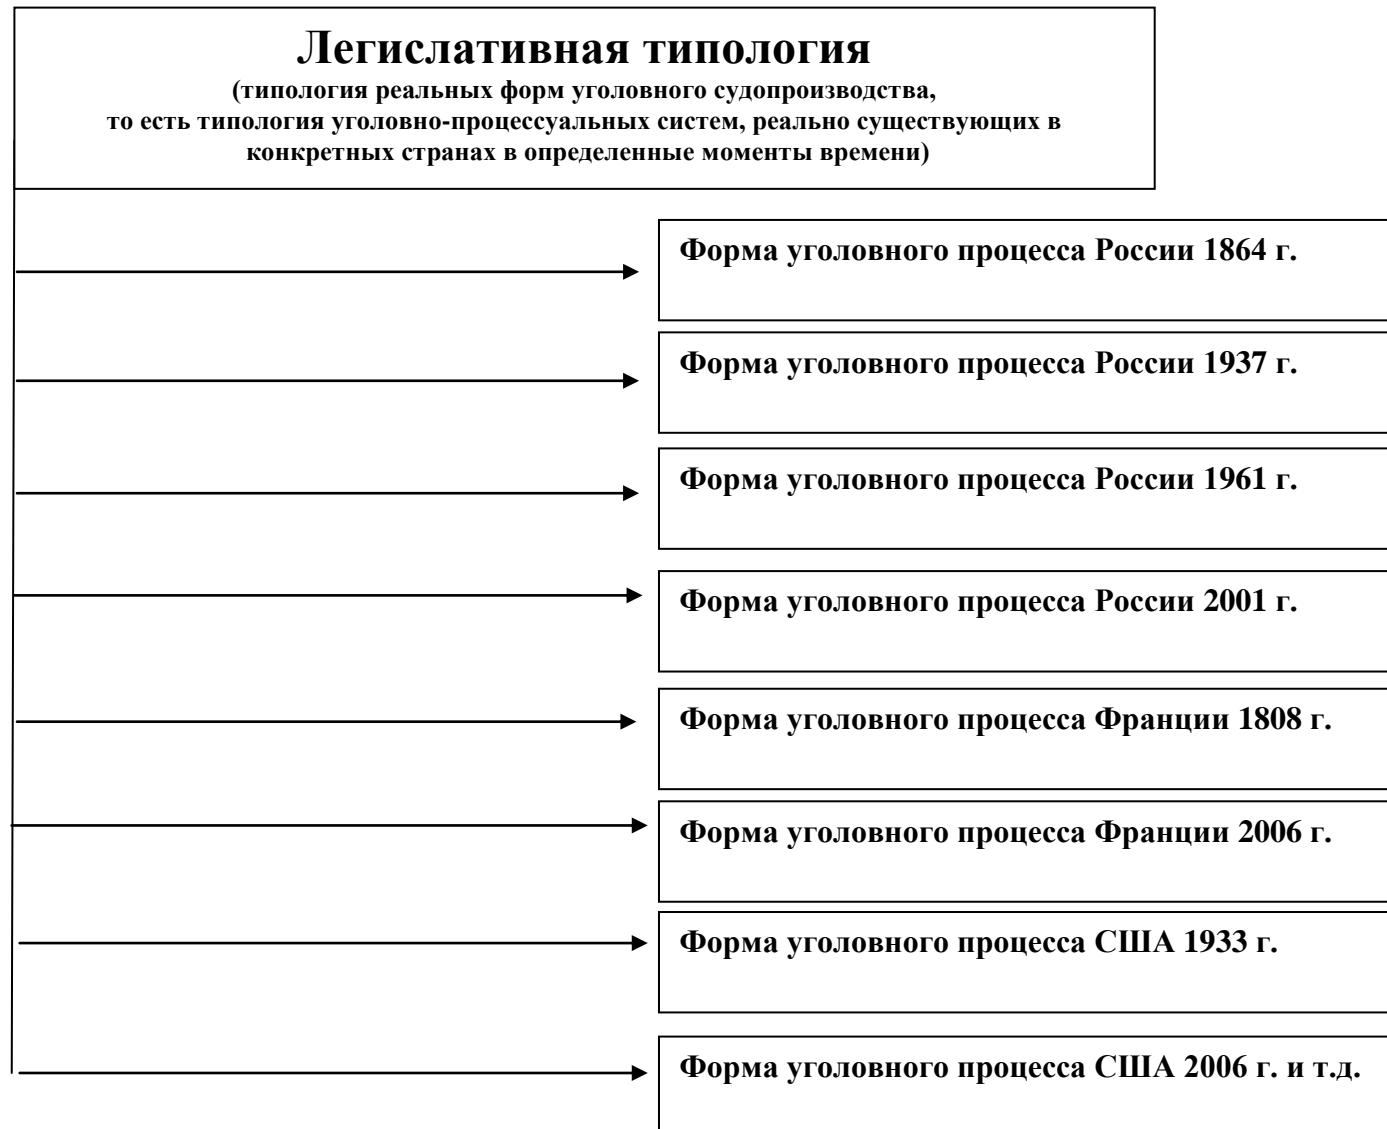 Легислативная типология
(типология реальных форм уголовного судопроизводства,
то есть типология уголовно-процессуальных систем, реально существующих в
конкретных странах в определенные моменты времени)
Форма уголовного процесса России 1864 г.
Форма уголовного процесса России 1937 г.
Форма уголовного процесса России 1961 г.
Форма уголовного процесса России 2001 г.
Форма уголовного процесса Франции 1808 г.
Форма уголовного процесса Франции 2006 г.
Форма уголовного процесса США 1933 г.
Форма уголовного процесса США 2006 г. и т.д.